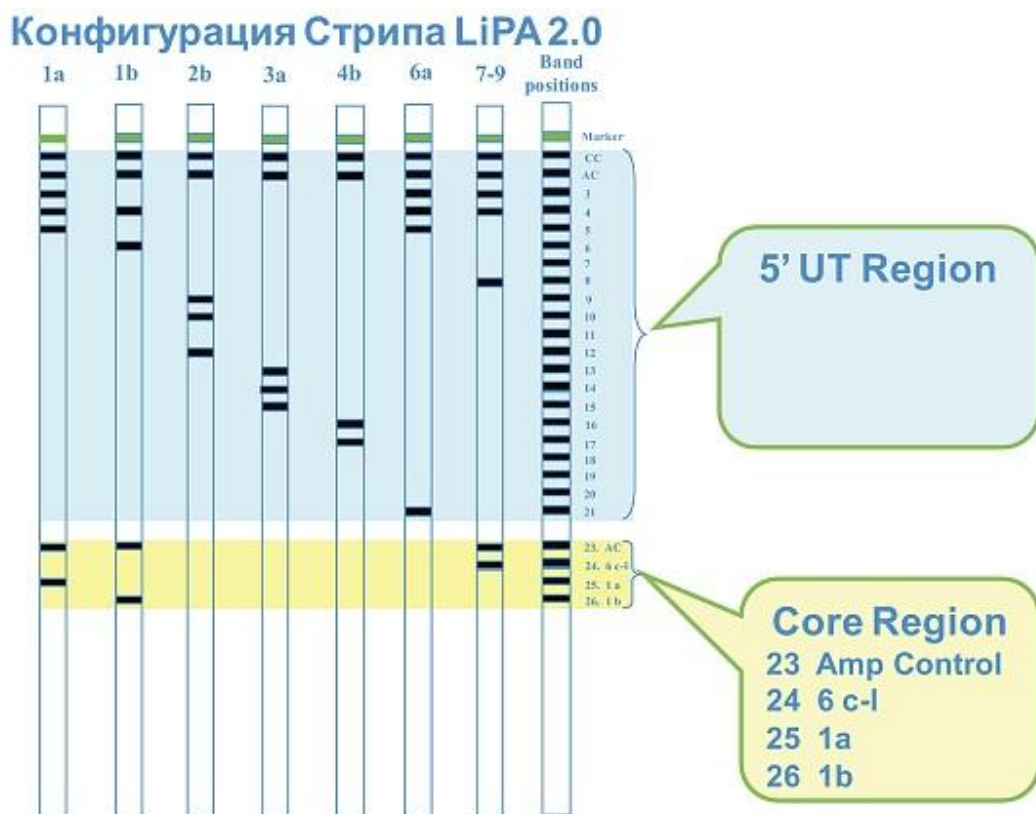 Конфигурация Стрипа LiPA 2.0
1a 1b 2b 3a 4b 6a 7-9 Band positions
Marker
CC
AC
3
4
5
6
7
8
9
10
11
12
13
14
15
16
17
18
19
20
21
23. AC
24. 6 c-l
25. 1 a
26. 1 b
5’ UT Region
Core Region
23 Amp Control
24 6 c-l
25 1a
26 1b